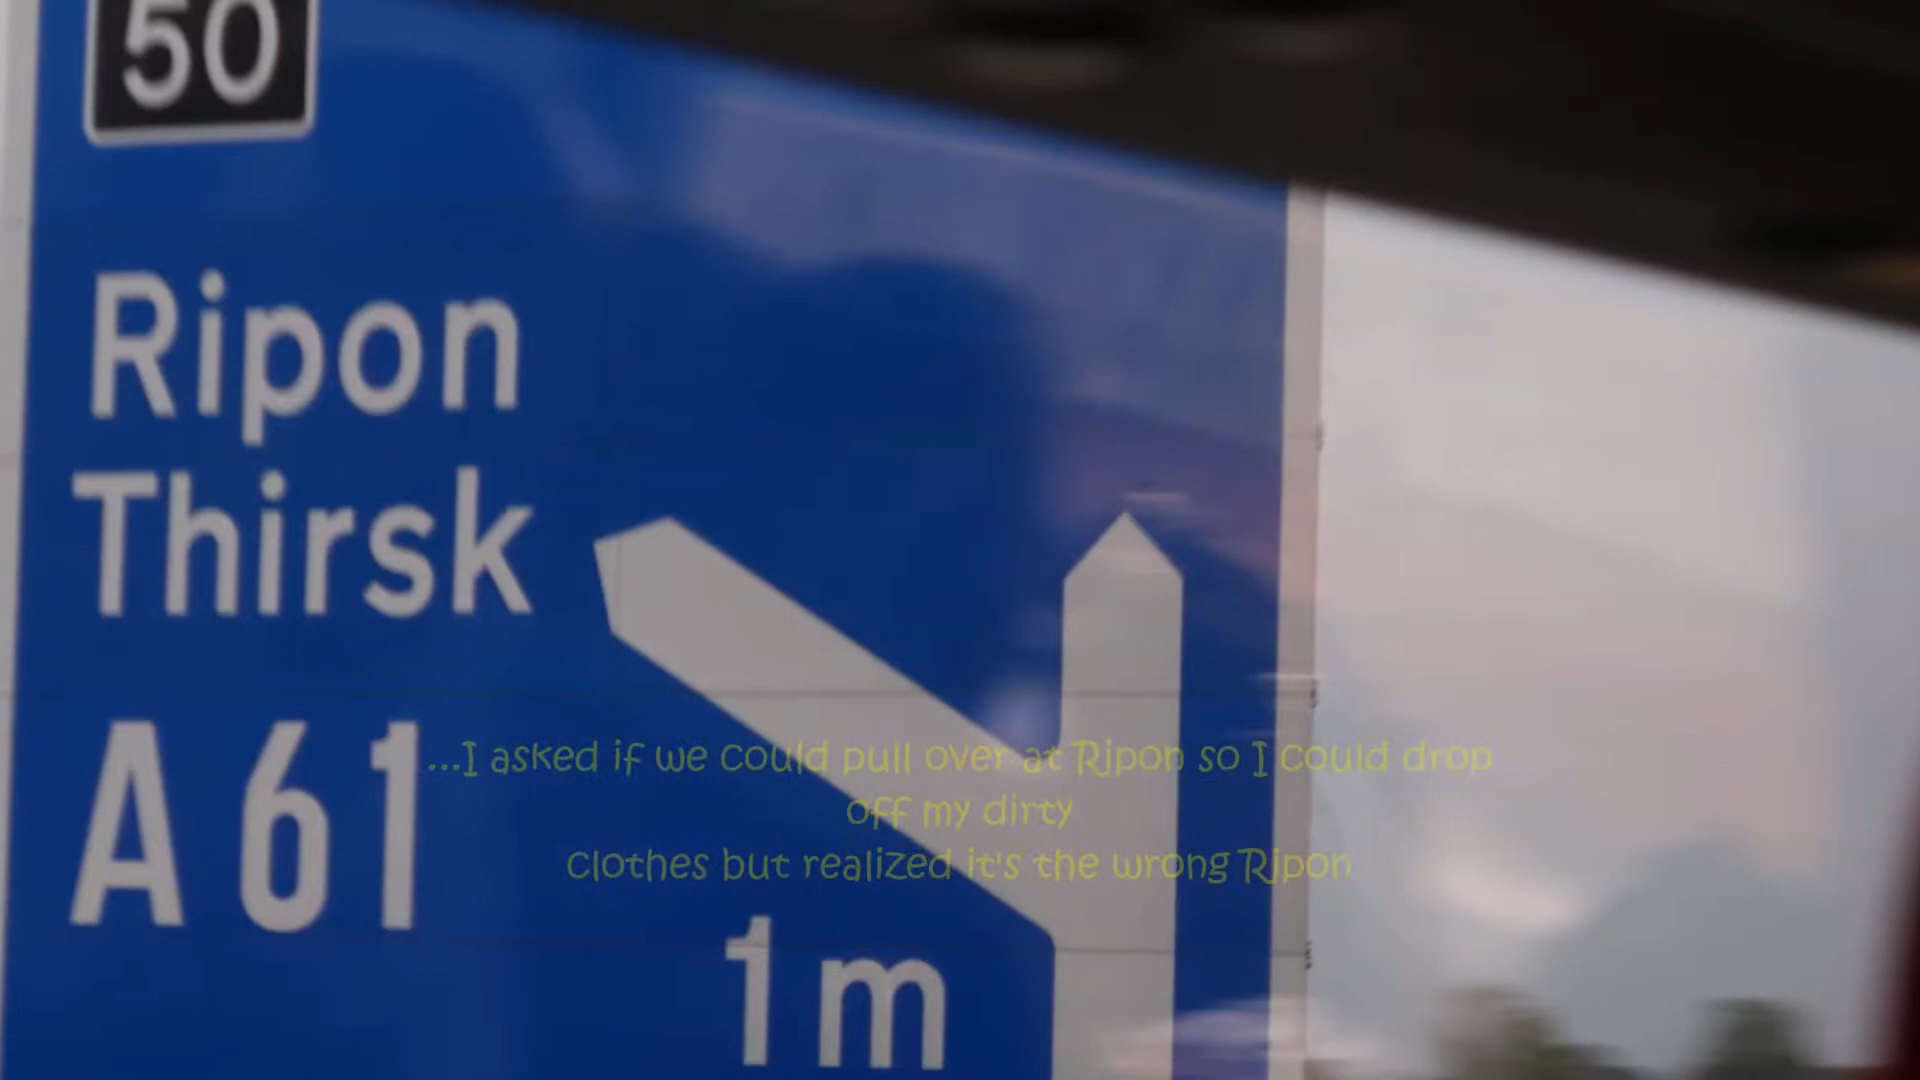 50
Ripon
Thirsk
A61
1m
...I asked if we could pull over at Ripon so I could drop
off my dirty
Clothes but realized it's the wrong Ripon